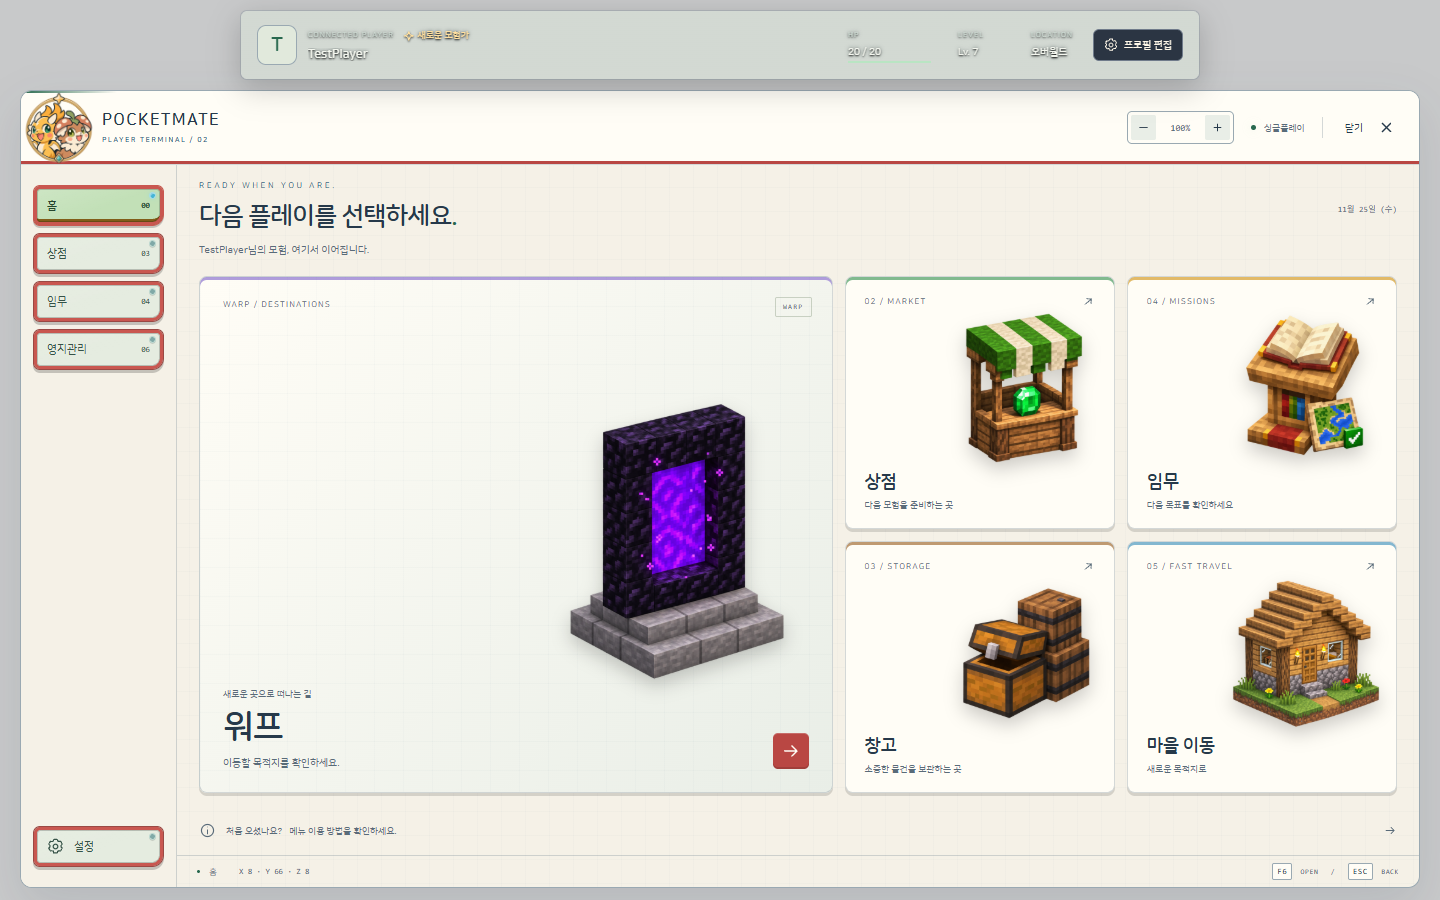 T
CONNECTED PLAYER 새로운 모험가
TestPlayer
HP
20 / 20
LEVEL
Lv. 7
LOCATION
오버월드
프로필 편집
POCKETMATE
PLAYER TERMINAL / 02
− 100% +
싱글플레이
닫기 ×
홈 00
상점 03
임무 04
영지관리 06
설정
READY WHEN YOU ARE.
다음 플레이를 선택하세요.
TestPlayer님의 모험, 여기서 이어집니다.
11월 25일 (수)
WARP / DESTINATIONS
WARP
새로운 곳으로 떠나는 길
워프
이동할 목적지를 확인하세요.
02 / MARKET
상점
다음 모험을 준비하는 곳
04 / MISSIONS
임무
다음 목표를 확인하세요
03 / STORAGE
창고
소중한 물건을 보관하는 곳
05 / FAST TRAVEL
마을 이동
새로운 목적지로
처음 오셨나요? 메뉴 이용 방법을 확인하세요.
홈 X 8 · Y 66 · Z 8
F6 OPEN / ESC BACK